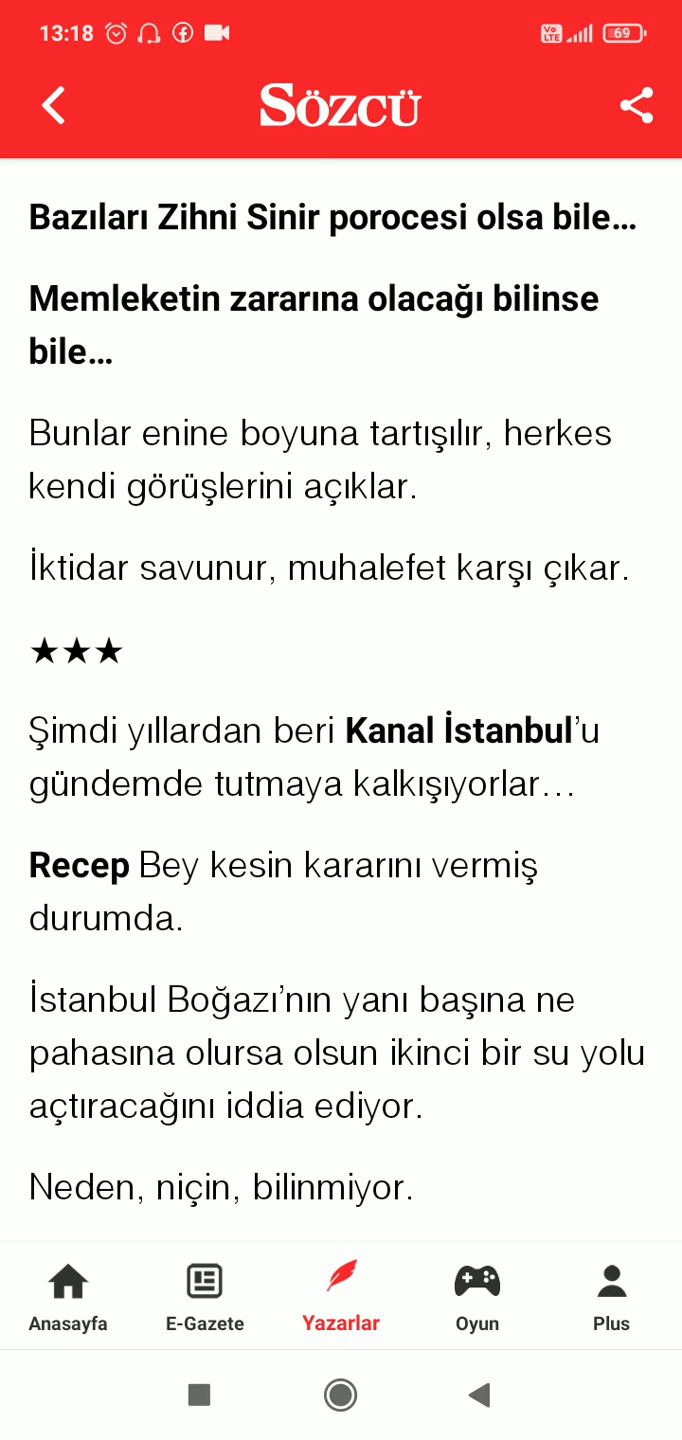 13:18
Vo LTE
69
SÖZCÜ
Bazıları Zihni Sinir porocesi olsa bile…
Memleketin zararına olacağı bilinse
bile…
Bunlar enine boyuna tartışılır, herkes
kendi görüşlerini açıklar.
İktidar savunur, muhalefet karşı çıkar.
★★★
Şimdi yıllardan beri Kanal İstanbul’u
gündemde tutmaya kalkışıyorlar…
Recep Bey kesin kararını vermiş
durumda.
İstanbul Boğazı’nın yanı başına ne
pahasına olursa olsun ikinci bir su yolu
açtıracağını iddia ediyor.
Neden, niçin, bilinmiyor.
Anasayfa
E-Gazete
Yazarlar
Oyun
Plus